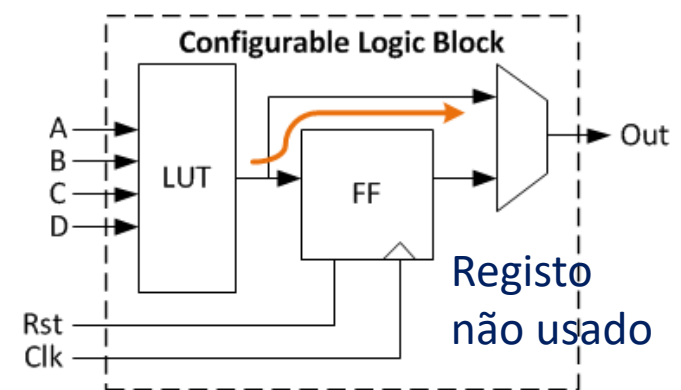 Configurable Logic Block
A
B
C
D
LUT
FF
Out
Registo
não usado
Rst
Clk